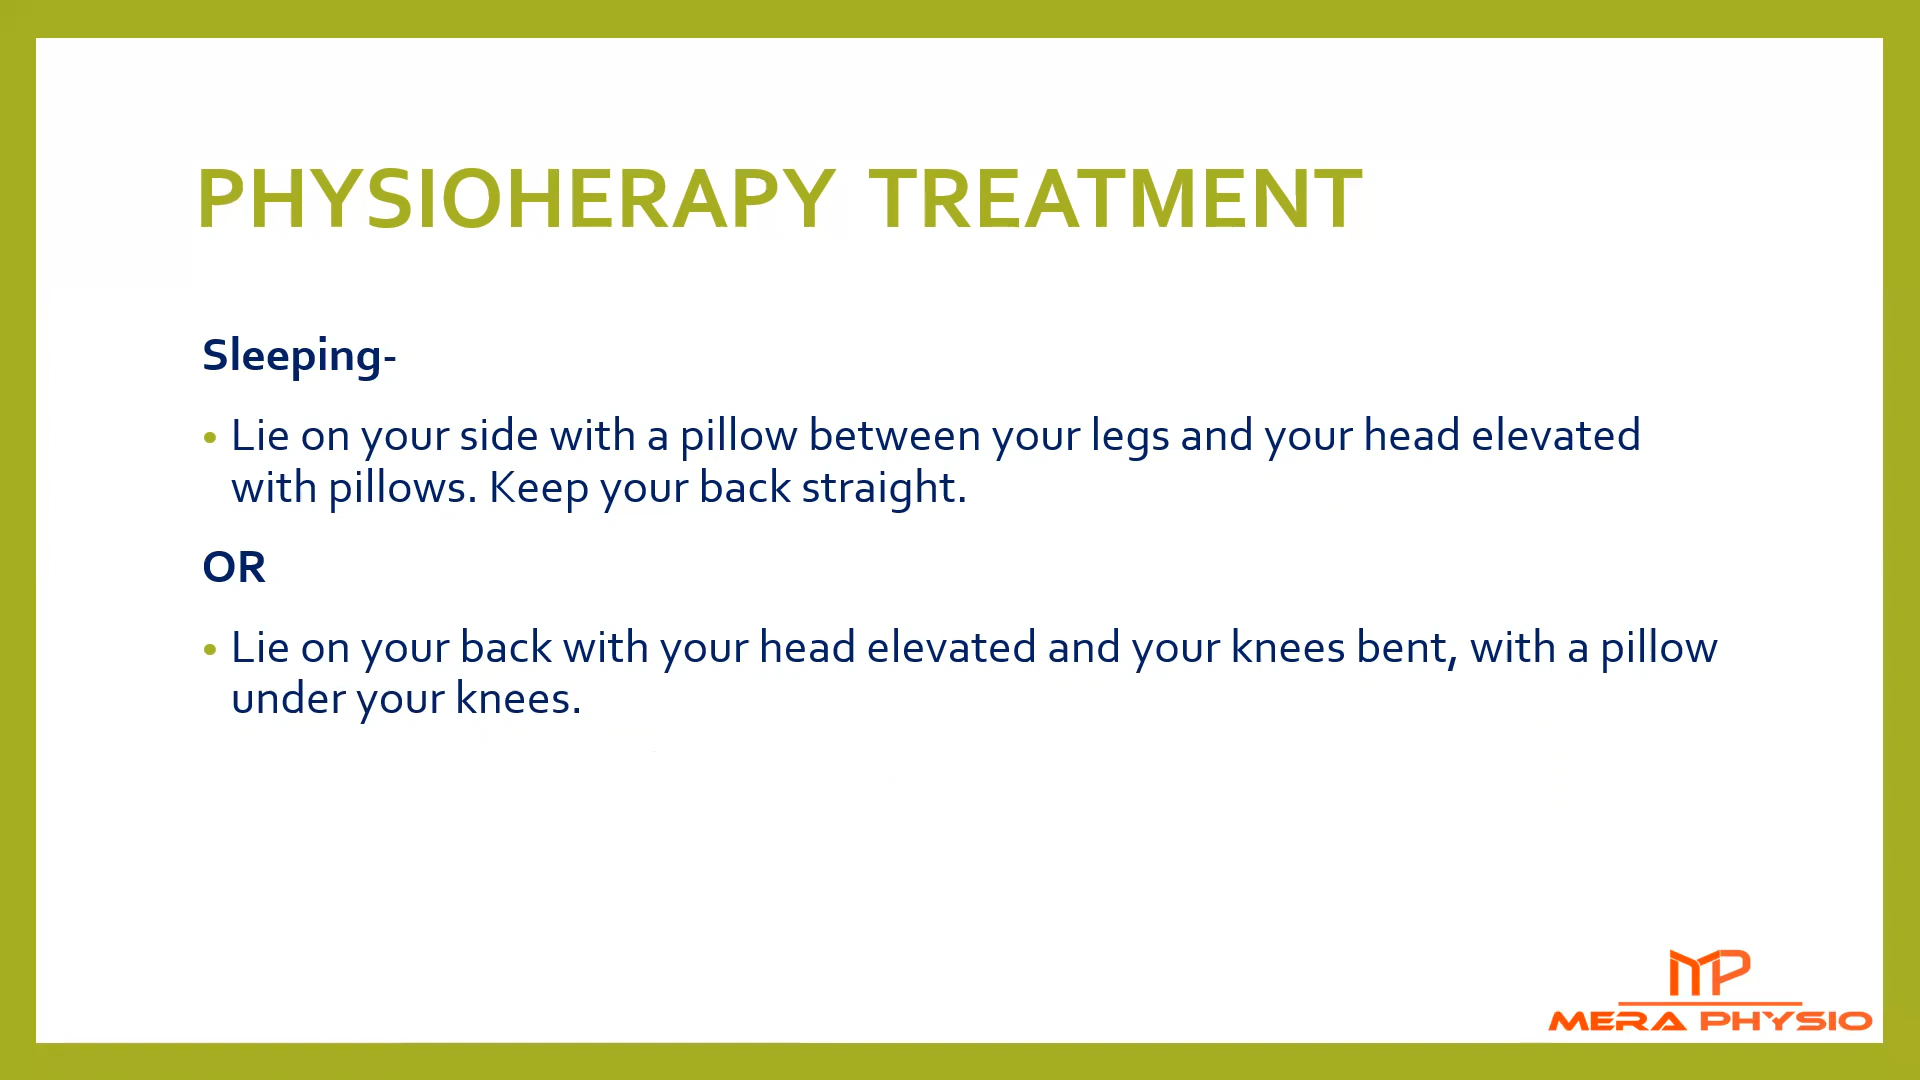 PHYSIOHERAPY TREATMENT
Sleeping-
• Lie on your side with a pillow between your legs and your head elevated
with pillows. Keep your back straight.
OR
• Lie on your back with your head elevated and your knees bent, with a pillow
under your knees.
MP
MERA PHYSIO